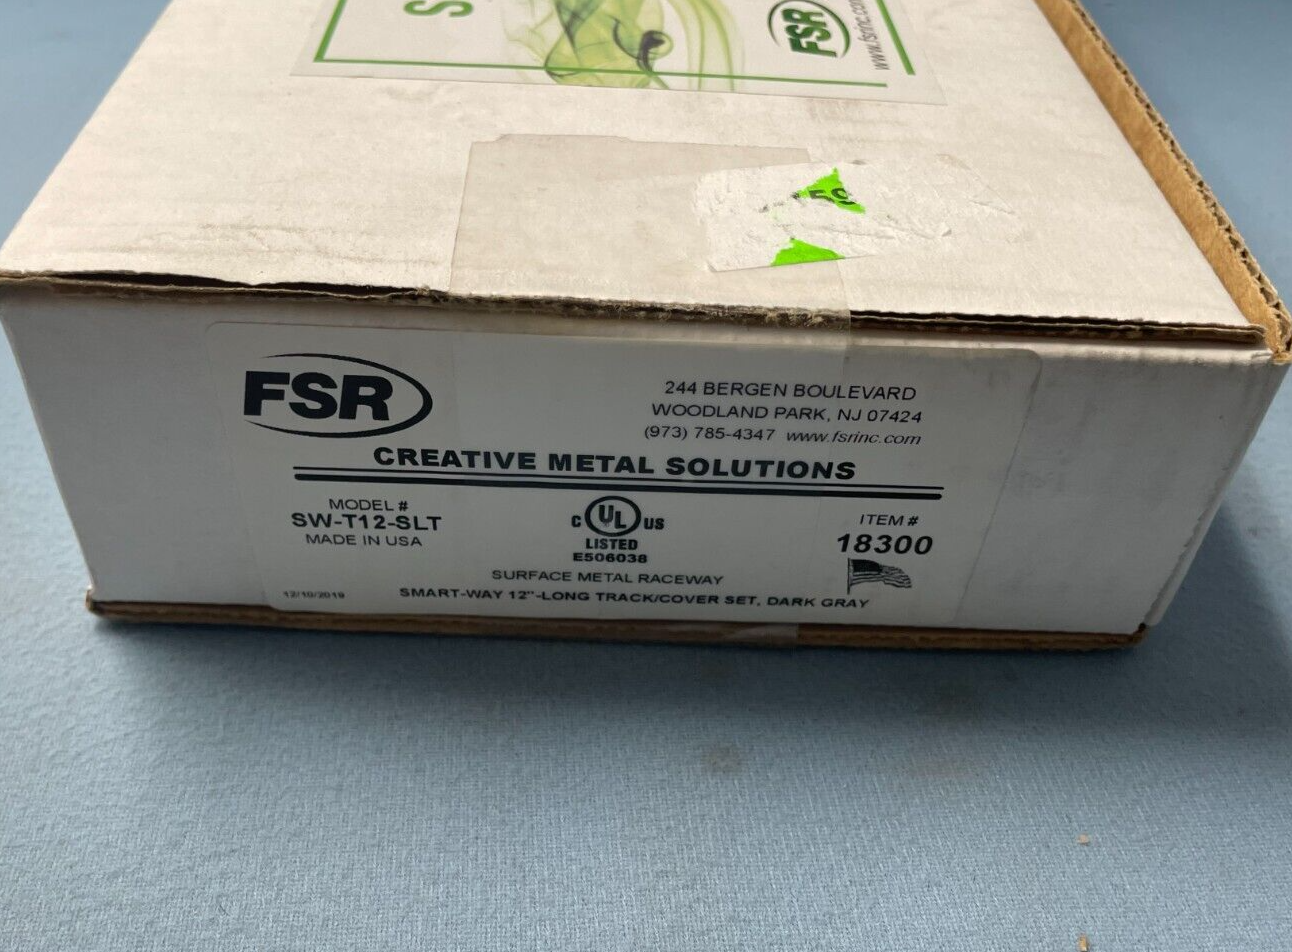 S
FSR
www.fsrinc.com
FSR
244 BERGEN BOULEVARD
WOODLAND PARK, NJ 07424
(973) 785-4347 www.fsrinc.com
CREATIVE METAL SOLUTIONS
MODEL #
SW-T12-SLT
MADE IN USA
C UL US
LISTED
E506038
ITEM #
18300
SURFACE METAL RACEWAY
SMART-WAY 12"-LONG TRACK/COVER SET, DARK GRAY
12/10/2019